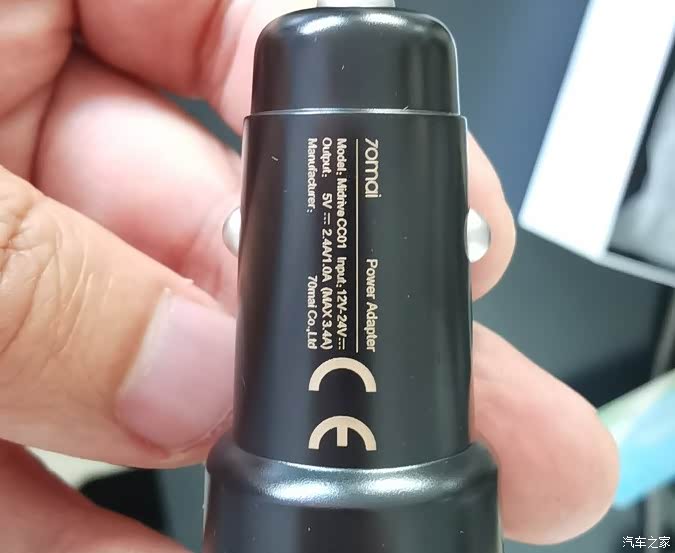 70mai
Power Adapter
Model: Midrive CC01 Input: 12V-24V⎓
Output: 5V⎓2.4A/1.0A (MAX 3.4A)
Manufacturer: 70mai Co.,Ltd
CE
汽车之家